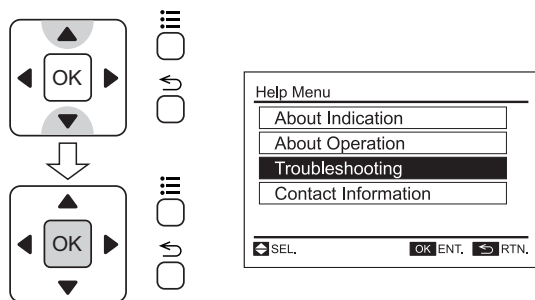 OK
OK
Help Menu
About Indication
About Operation
Troubleshooting
Contact Information
SEL. OK ENT. RTN.